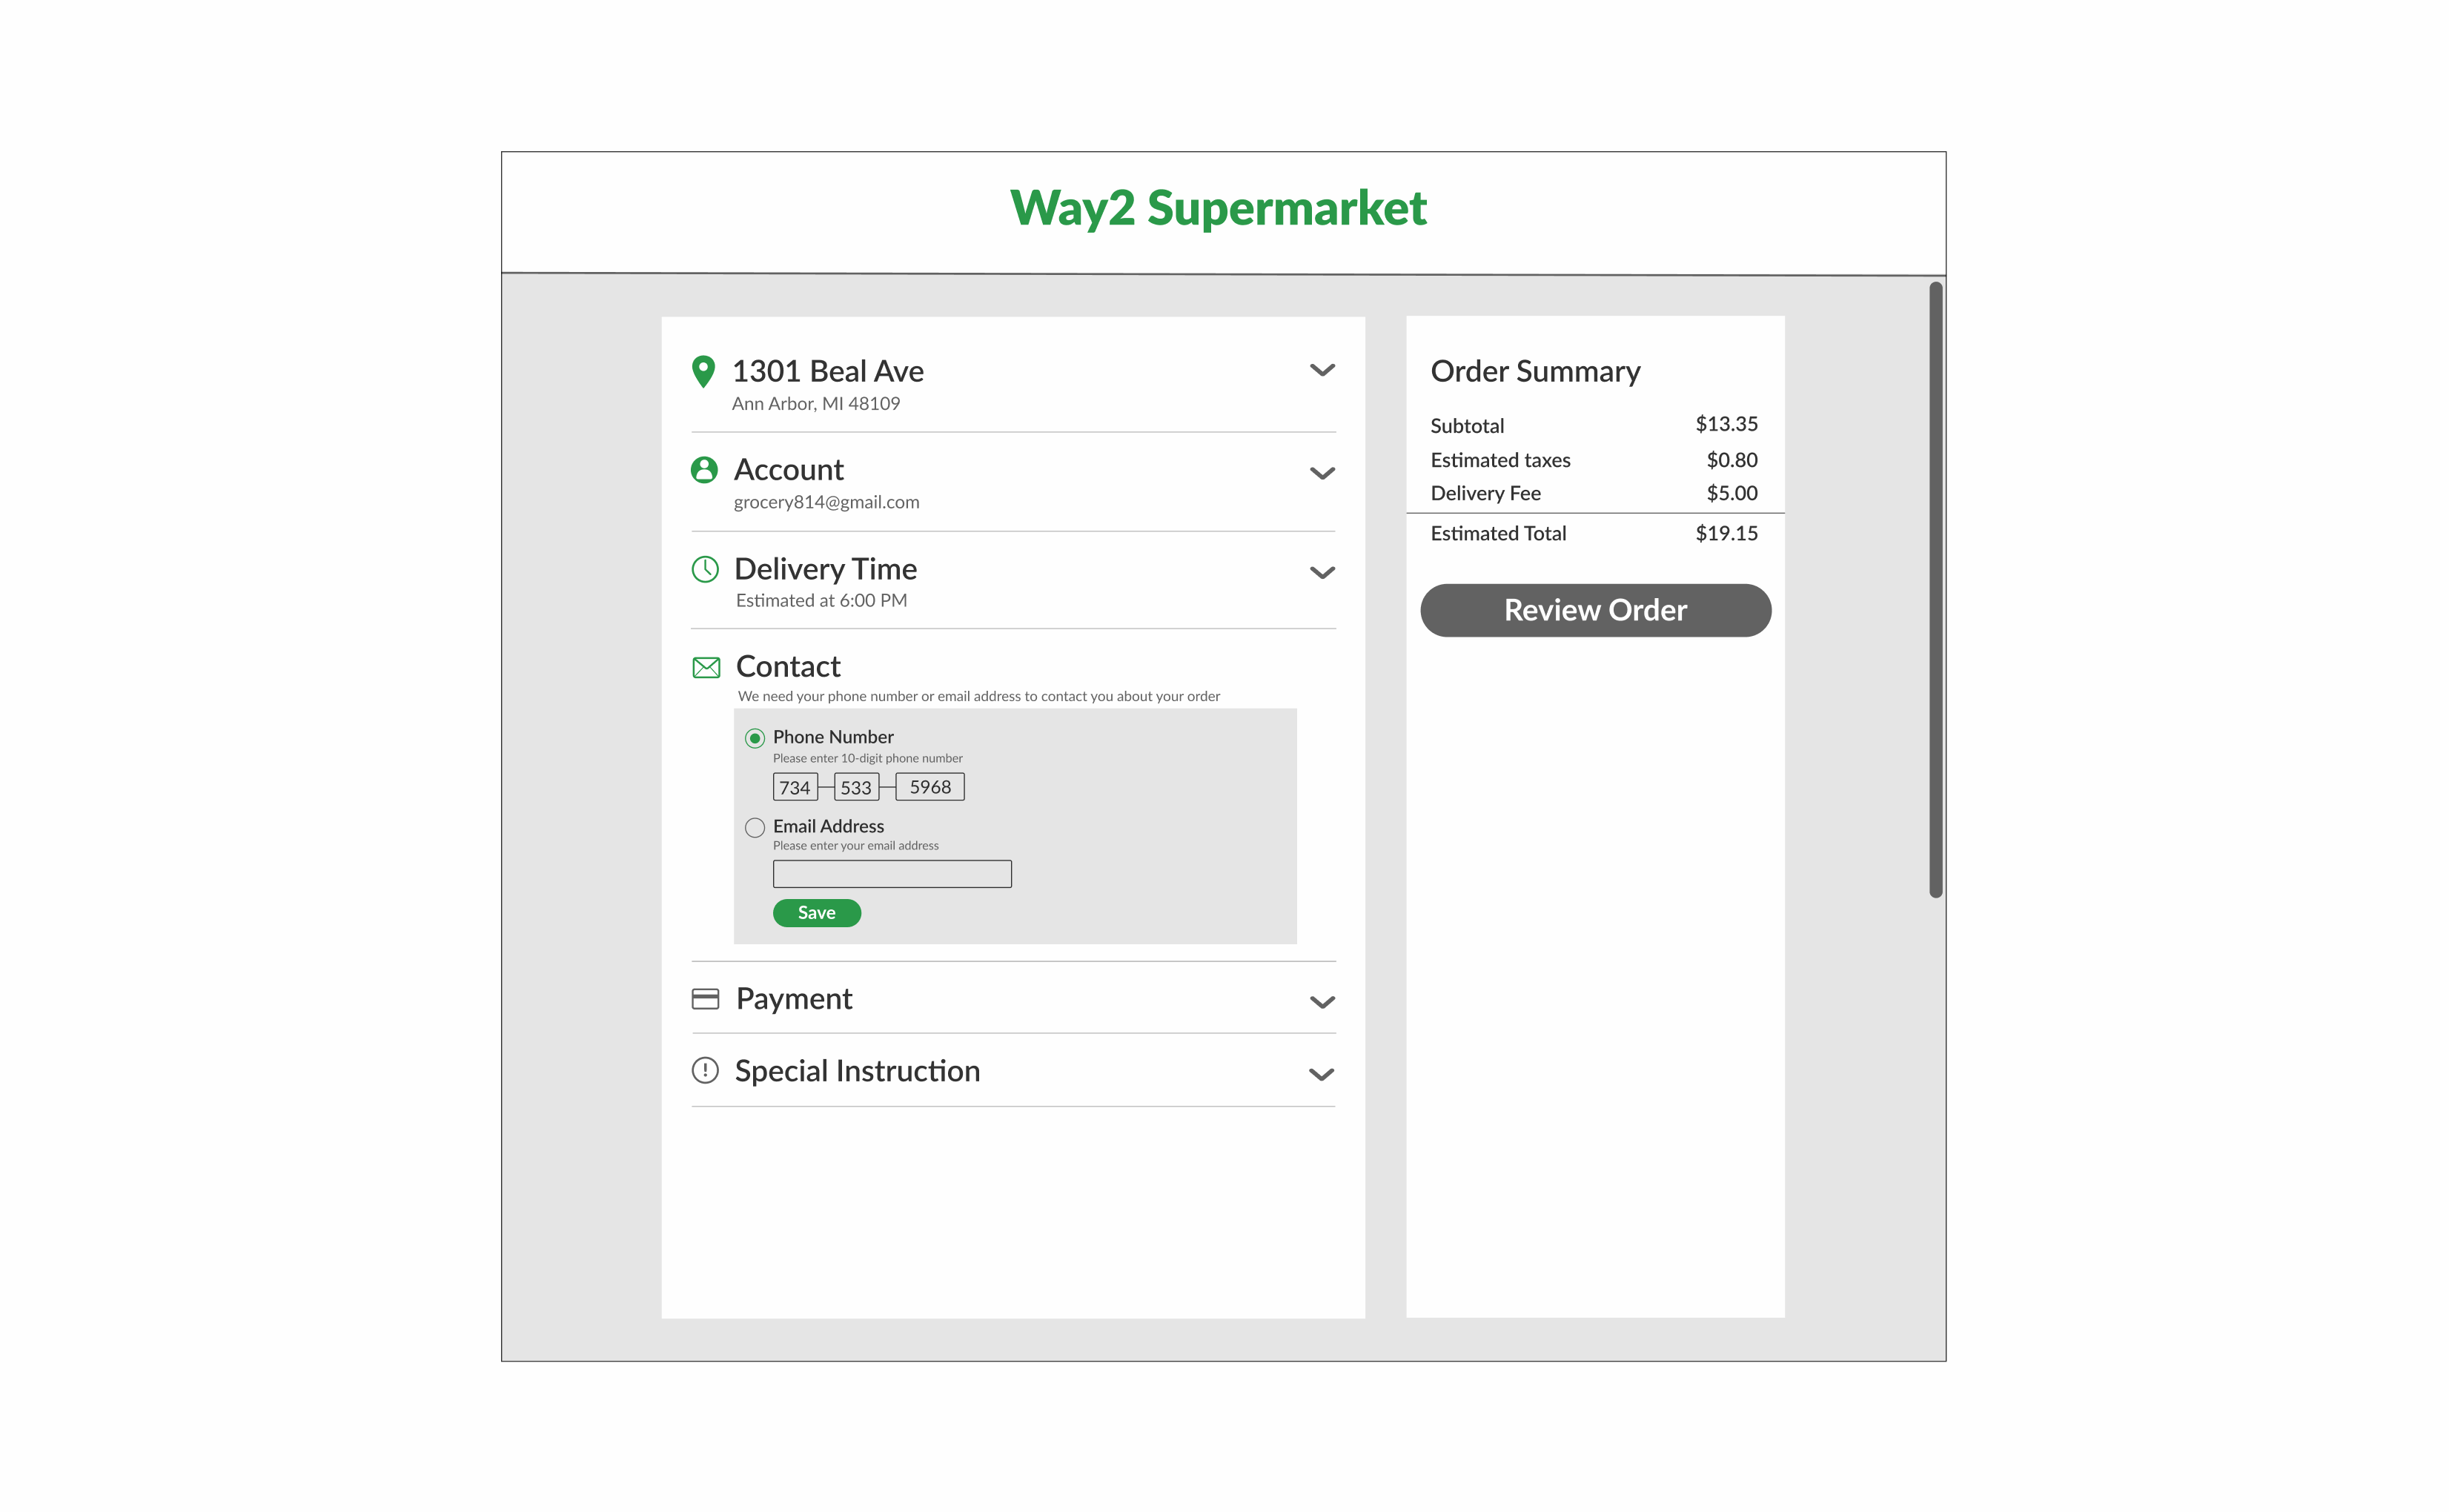 Way2 Supermarket
1301 Beal Ave
Ann Arbor, MI 48109
Account
grocery814@gmail.com
Delivery Time
Estimated at 6:00 PM
Contact
We need your phone number or email address to contact you about your order
Phone Number
Please enter 10-digit phone number
734 533 5968
Email Address
Please enter your email address
Save
Payment
Special Instruction
Order Summary
Subtotal $13.35
Estimated taxes $0.80
Delivery Fee $5.00
Estimated Total $19.15
Review Order